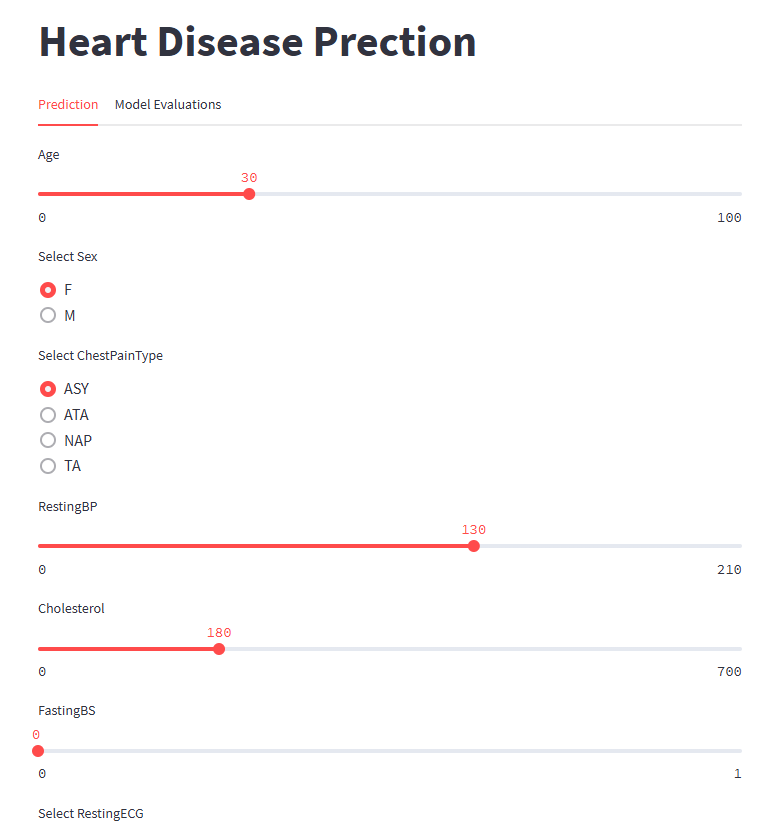 Heart Disease Prection
Prediction Model Evaluations
Age
30
0 100
Select Sex
F
M
Select ChestPainType
ASY
ATA
NAP
TA
RestingBP
130
0 210
Cholesterol
180
0 700
FastingBS
0
0 1
Select RestingECG